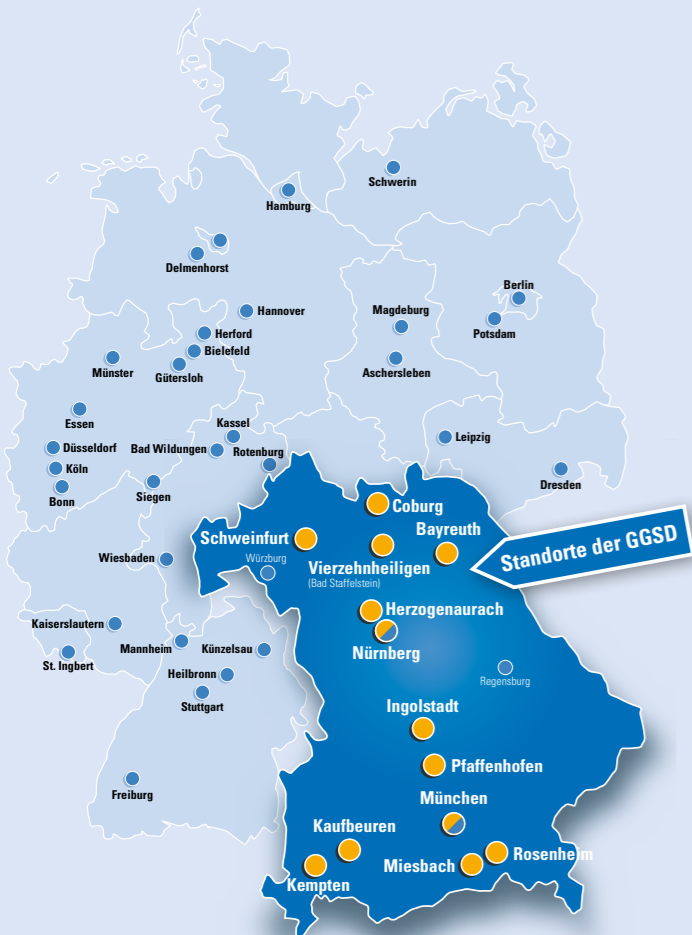 Schwerin
Hamburg
Delmenhorst
Berlin
Hannover
Magdeburg
Potsdam
Herford
Bielefeld
Münster
Gütersloh
Aschersleben
Essen
Kassel
Leipzig
Düsseldorf
Bad Wildungen
Rotenburg
Köln
Siegen
Dresden
Bonn
Coburg
Schweinfurt
Bayreuth
Standorte der GGSD
Wiesbaden
Würzburg
Vierzehnheiligen
(Bad Staffelstein)
Herzogenaurach
Kaiserslautern
Mannheim
Künzelsau
Nürnberg
St. Ingbert
Heilbronn
Regensburg
Stuttgart
Ingolstadt
Pfaffenhofen
Freiburg
München
Kaufbeuren
Rosenheim
Miesbach
Kempten